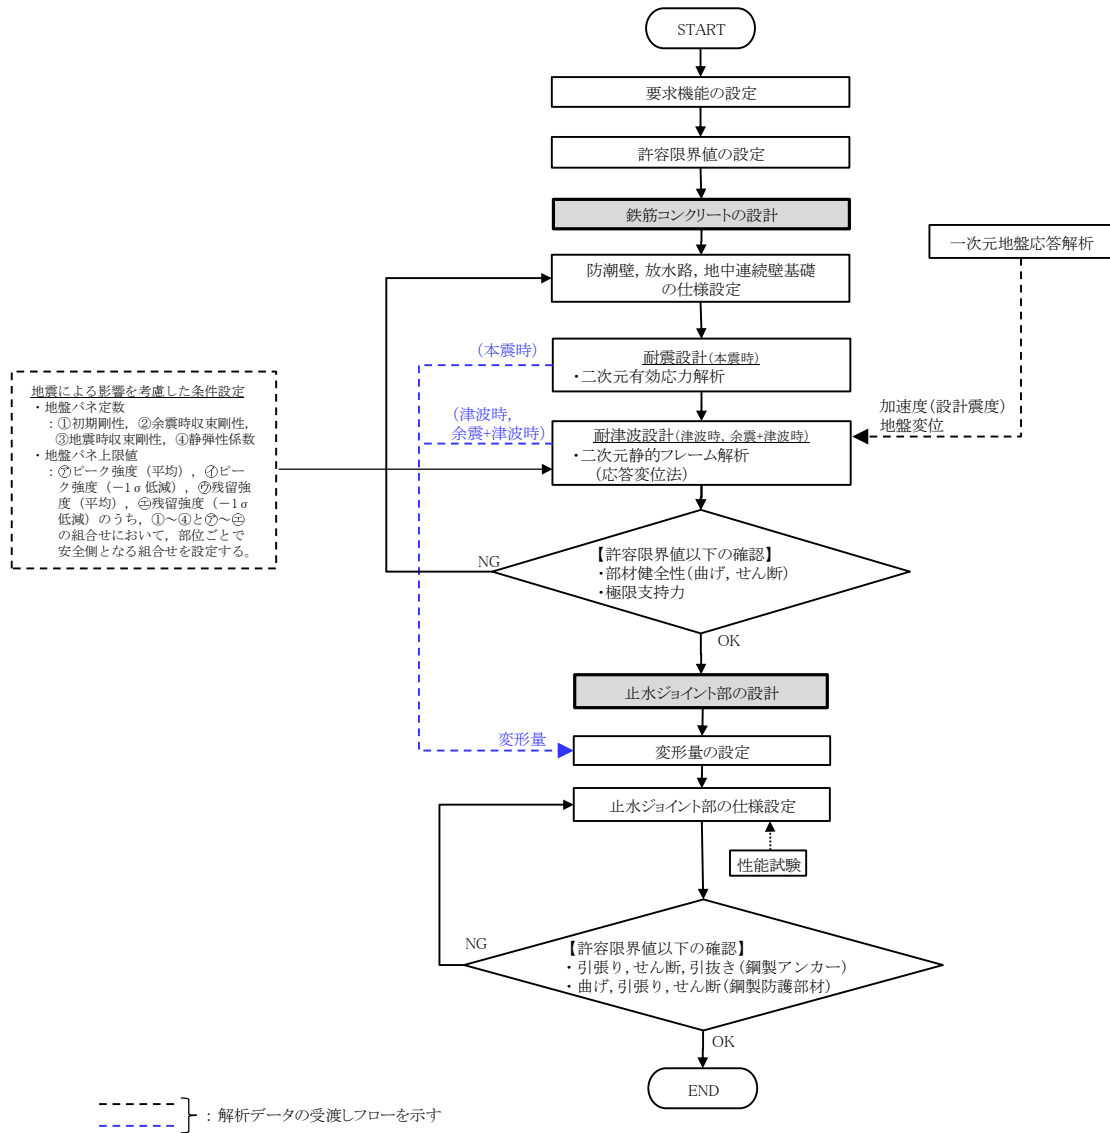 START
要求機能の設定
許容限界値の設定
鉄筋コンクリートの設計
一次元地盤応答解析
防潮壁，放水路，地中連続壁基礎
の仕様設定
(本震時)
耐震設計(本震時)
・二次元有効応力解析
地震による影響を考慮した条件設定
・地盤バネ定数
：①初期剛性，②余震時収束剛性，
③地震時収束剛性，④静弾性係数
・地盤バネ上限値
：㋐ピーク強度（平均），㋑ピー
ク強度（－1σ低減），㋒残留強
度（平均），㋓残留強度（－1σ
低減）のうち，①～④と㋐～㋓
の組合せにおいて，部位ごとで
安全側となる組合せを設定する。
(津波時，
余震+津波時)
加速度(設計震度)
地盤変位
耐津波設計(津波時，余震+津波時)
・二次元静的フレーム解析
(応答変位法)
NG
【許容限界値以下の確認】
・部材健全性(曲げ，せん断)
・極限支持力
OK
止水ジョイント部の設計
変形量
変形量の設定
止水ジョイント部の仕様設定
性能試験
NG
【許容限界値以下の確認】
・引張り，せん断，引抜き(鋼製アンカー)
・曲げ，引張り，せん断(鋼製防護部材)
OK
END
：解析データの受渡しフローを示す